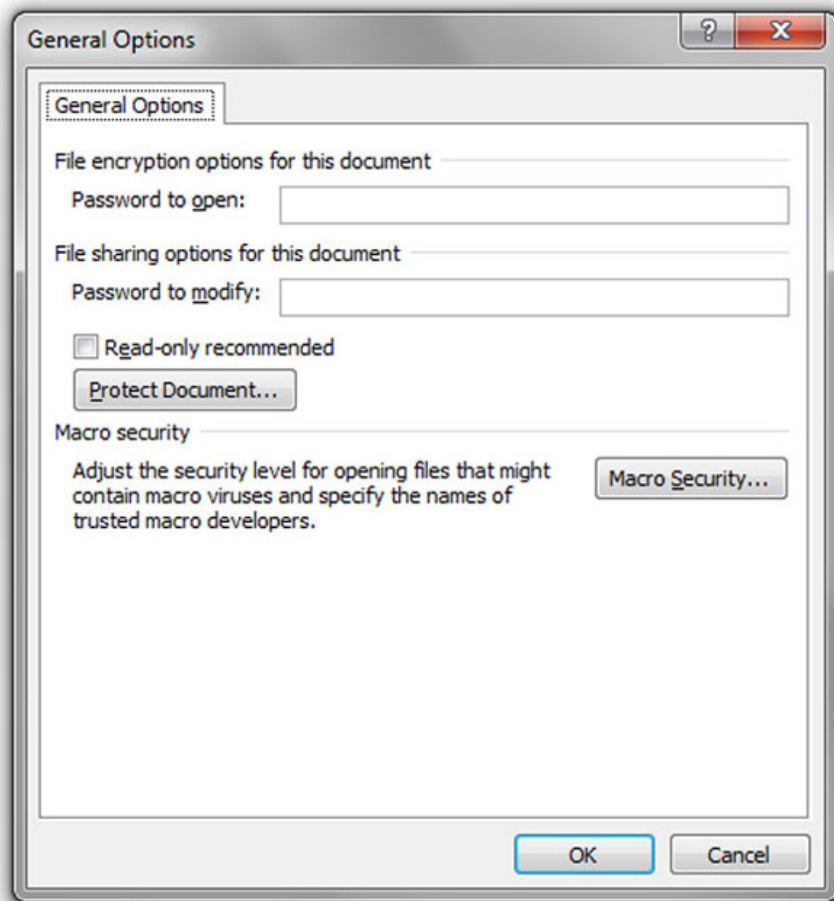 General Options
?
General Options
File encryption options for this document
Password to open:
File sharing options for this document
Password to modify:
Read-only recommended
Protect Document...
Macro security
Adjust the security level for opening files that might
contain macro viruses and specify the names of
trusted macro developers.
Macro Security...
OK
Cancel